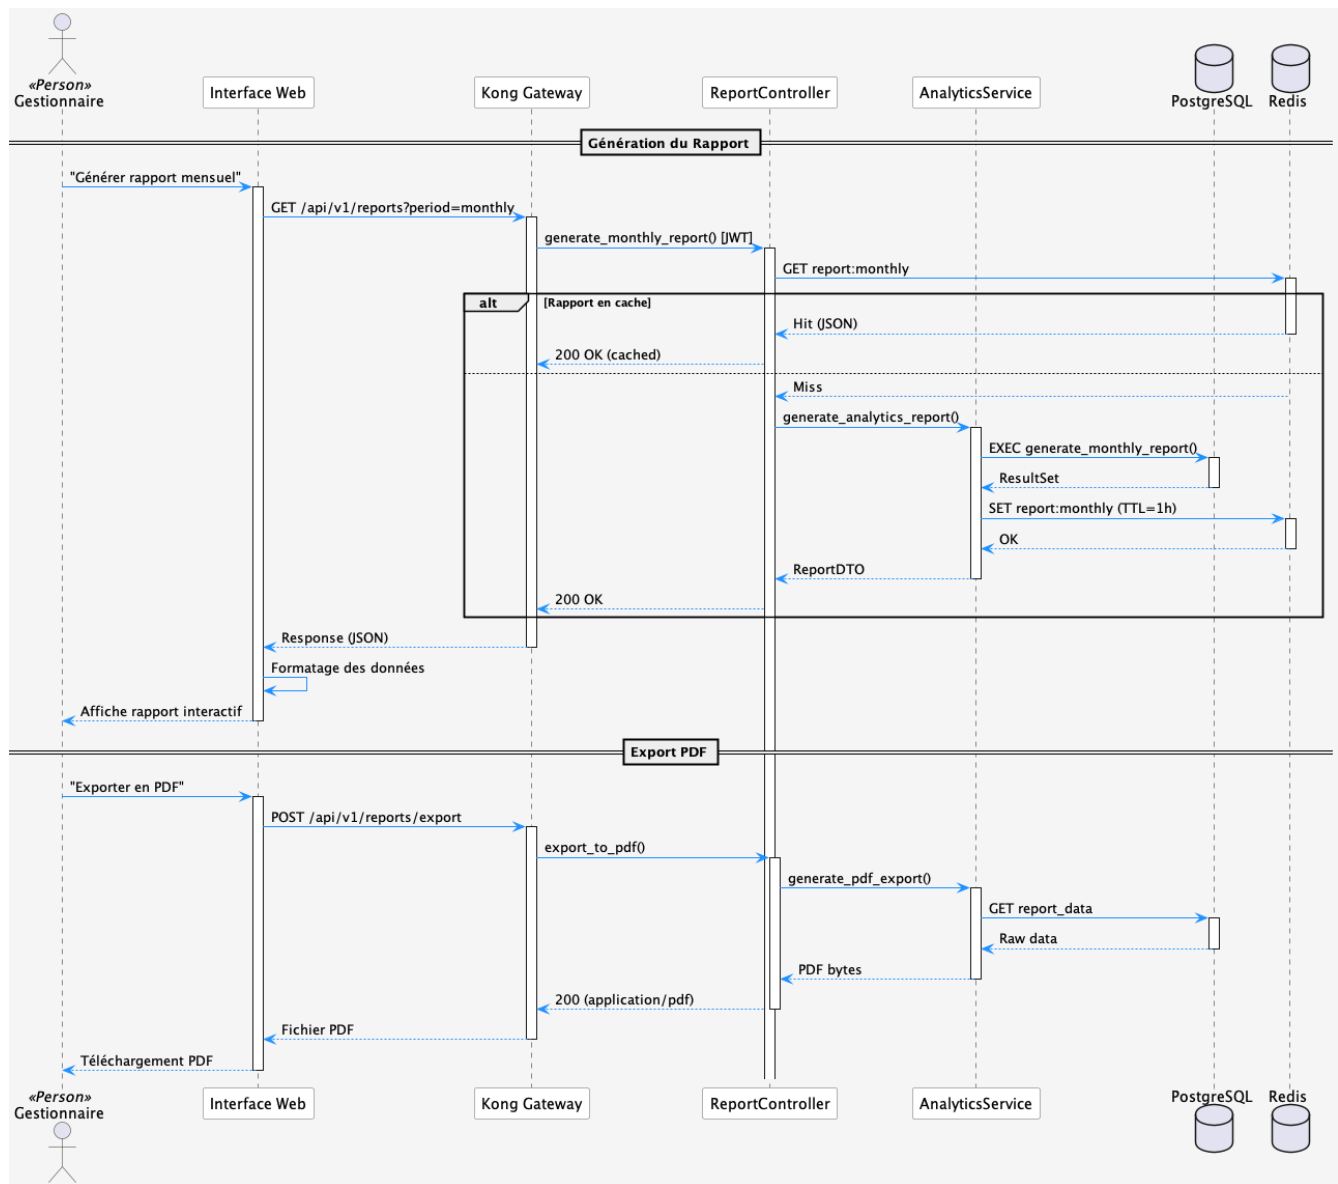 «Person»
Gestionnaire
Interface Web
Kong Gateway
ReportController
AnalyticsService
PostgreSQL
Redis
Génération du Rapport
"Générer rapport mensuel"
GET /api/v1/reports?period=monthly
generate_monthly_report() [JWT]
GET report:monthly
alt
[Rapport en cache]
Hit (JSON)
200 OK (cached)
Miss
generate_analytics_report()
EXEC generate_monthly_report()
ResultSet
SET report:monthly (TTL=1h)
OK
ReportDTO
200 OK
Response (JSON)
Formatage des données
Affiche rapport interactif
Export PDF
"Exporter en PDF"
POST /api/v1/reports/export
export_to_pdf()
generate_pdf_export()
GET report_data
Raw data
PDF bytes
200 (application/pdf)
Fichier PDF
Téléchargement PDF
«Person»
Gestionnaire
Interface Web
Kong Gateway
ReportController
AnalyticsService
PostgreSQL
Redis